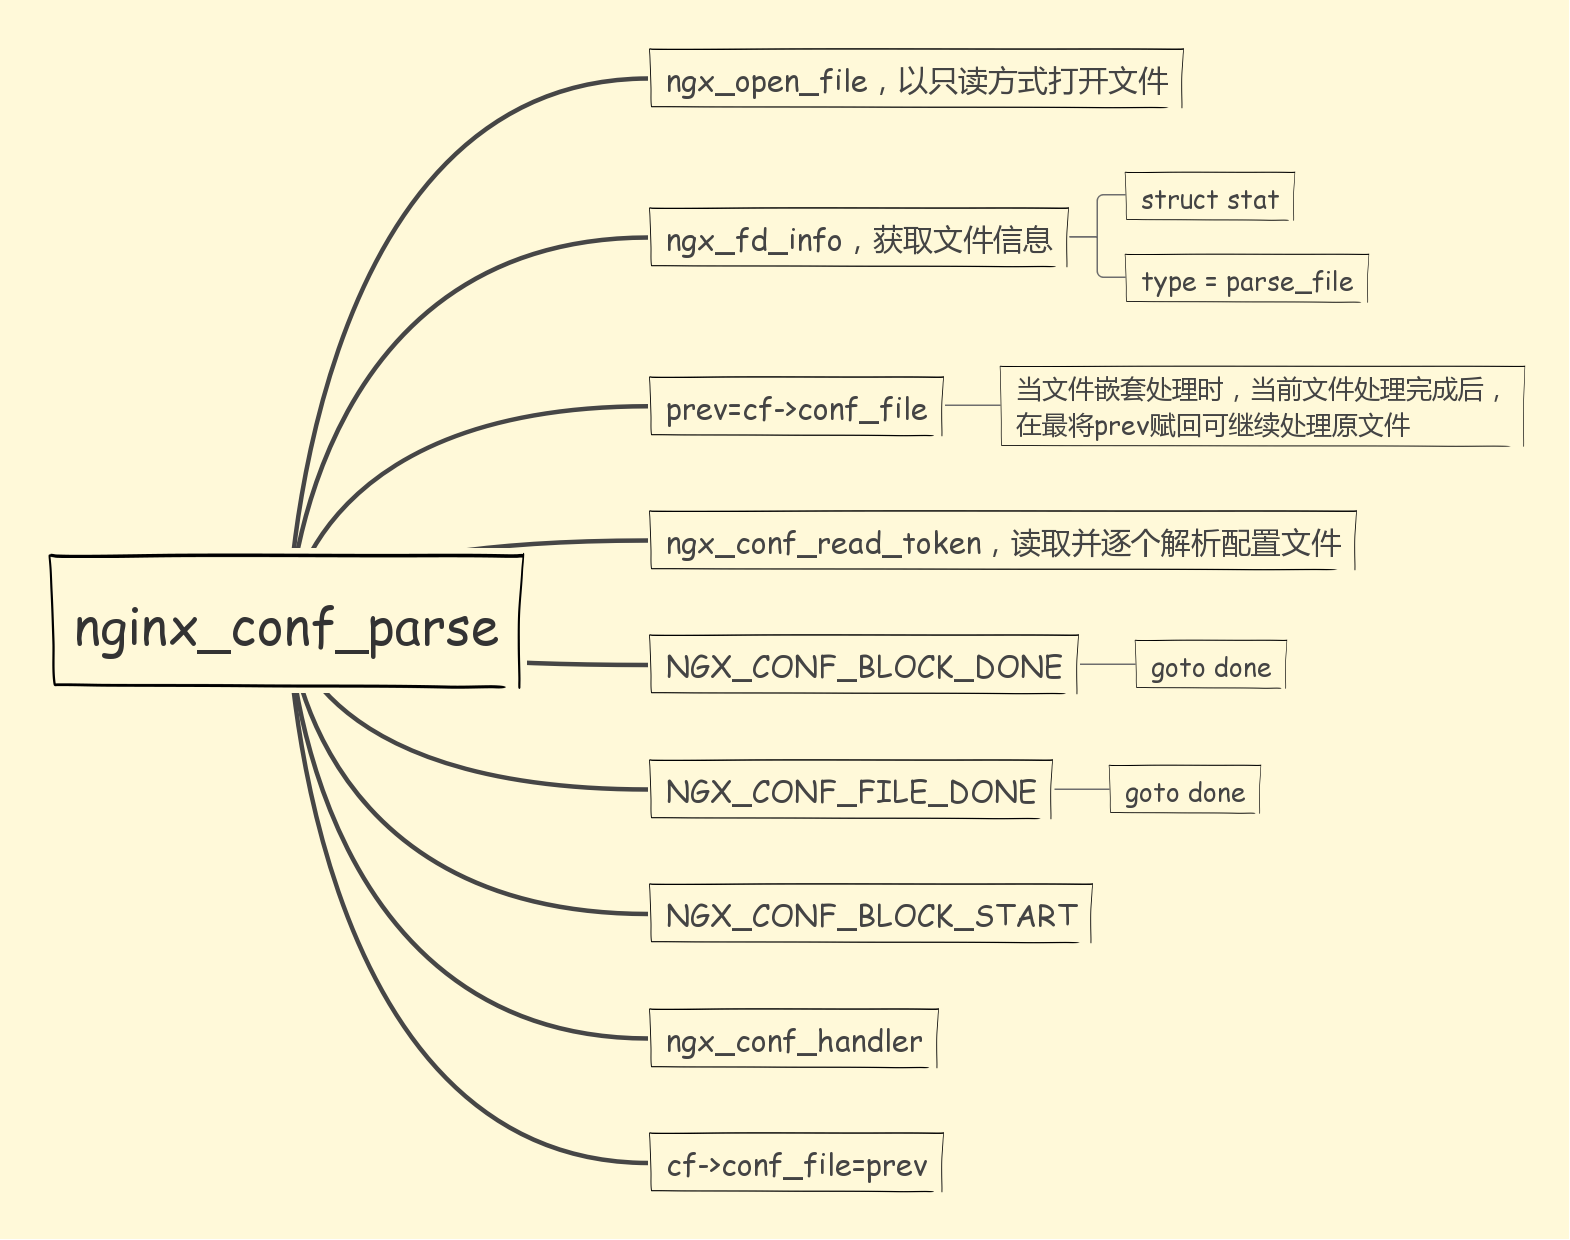 nginx_conf_parse
ngx_open_file，以只读方式打开文件
ngx_fd_info，获取文件信息
struct stat
type = parse_file
prev=cf->conf_file
当文件嵌套处理时，当前文件处理完成后，
在最将prev赋回可继续处理原文件
ngx_conf_read_token，读取并逐个解析配置文件
NGX_CONF_BLOCK_DONE
goto done
NGX_CONF_FILE_DONE
goto done
NGX_CONF_BLOCK_START
ngx_conf_handler
cf->conf_file=prev